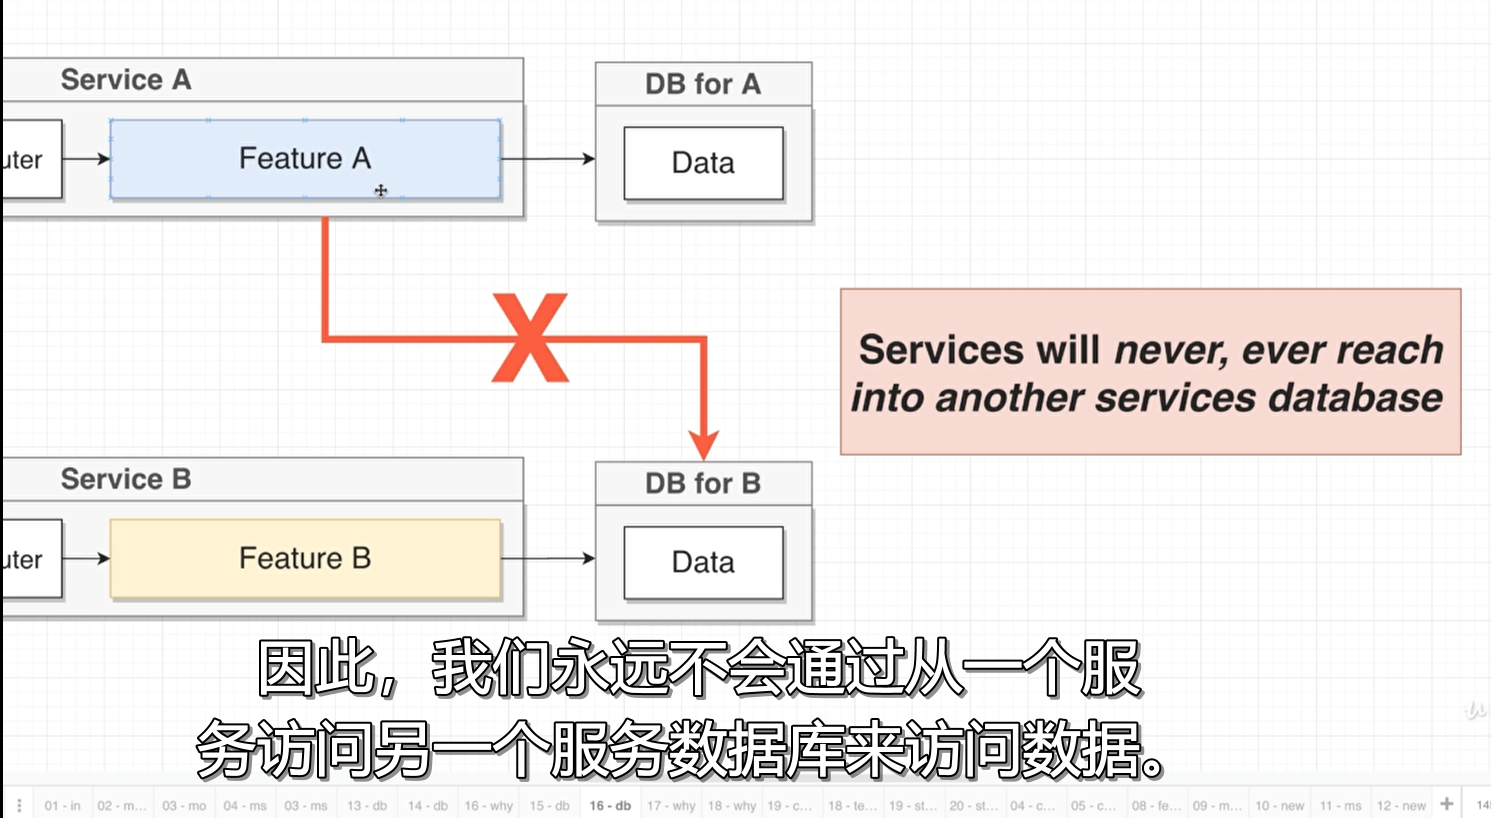 Service A
uter
Feature A
DB for A
Data
X
Services will never, ever reach
into another services database
Service B
uter
Feature B
DB for B
Data
因此，我们永远不会通过从一个服
务访问另一个服务数据库来访问数据。
01 - in 02 - m... 03 - mo 04 - ms 03 - ms 13 - db 14 - db 16 - why 15 - db 16 - db 17 - why 18 - why 19 - c... 18 - te... 19 - st... 20 - st... 04 - c... 05 - c... 08 - fe... 09 - m... 10 - new 11 - ms 12 - new + 14